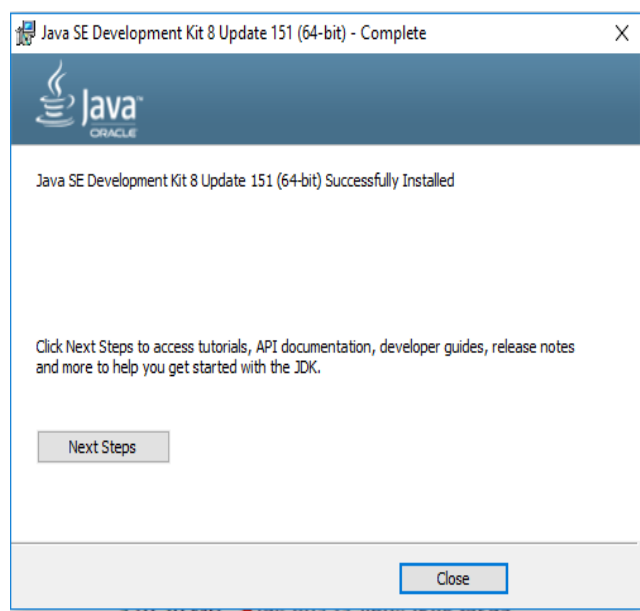 Java SE Development Kit 8 Update 151 (64-bit) - Complete
Java™
ORACLE
Java SE Development Kit 8 Update 151 (64-bit) Successfully Installed
Click Next Steps to access tutorials, API documentation, developer guides, release notes
and more to help you get started with the JDK.
Next Steps
Close